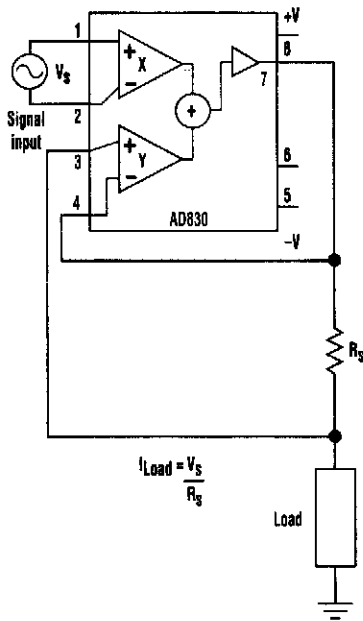 +V
1
8
+
X
−
7
Vs
+
2
Signal
input
+
Y
−
3
6
4
5
AD830
−V
Rs
ILoad = Vs
Rs
Load